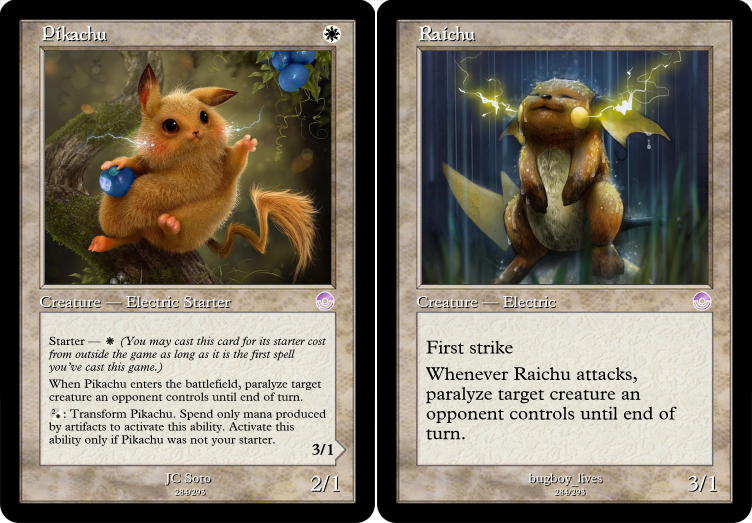 Pikachu
Creature — Electric Starter
Starter — (You may cast this card for its starter cost
from outside the game as long as it is the first spell
you've cast this game.)
When Pikachu enters the battlefield, paralyze target
creature an opponent controls until end of turn.
: Transform Pikachu. Spend only mana produced
by artifacts to activate this ability. Activate this
ability only if Pikachu was not your starter.
3/1
JC Soto
284/293
2/1
Raichu
Creature — Electric
First strike
Whenever Raichu attacks,
paralyze target creature an
opponent controls until end of
turn.
bugboy_lives
284/293
3/1